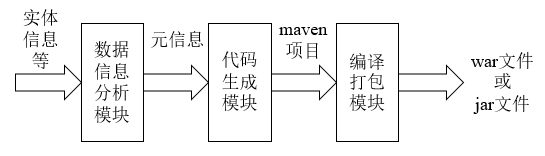 实体
信息
等
数据
信息
分析
模块
元信息
代码
生成
模块
maven
项目
编译
打包
模块
war文件
或
jar文件